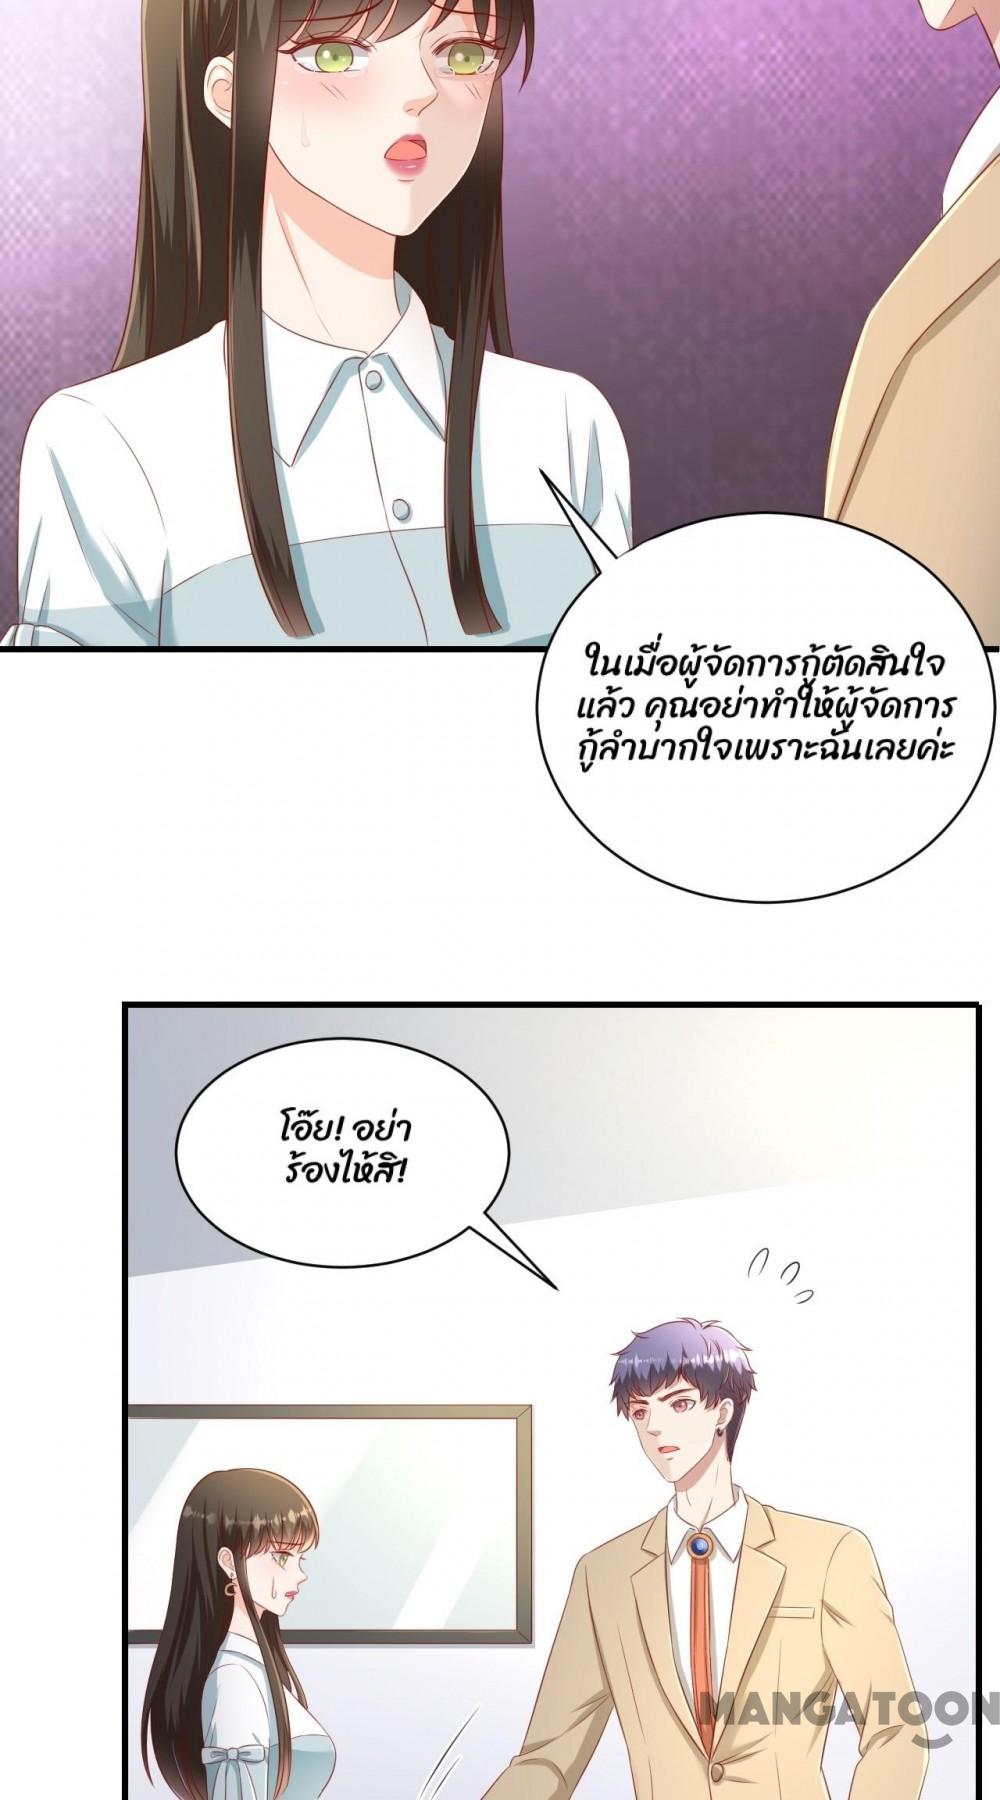 ในเมื่อผู้จัดการกู้ตัดสินใจ
แล้ว คุณอย่าทำให้ผู้จัดการ
กู้ลำบากใจเพราะฉันเลยค่ะ
โอ๊ย! อย่า
ร้องไห้สิ!
MANGATOON